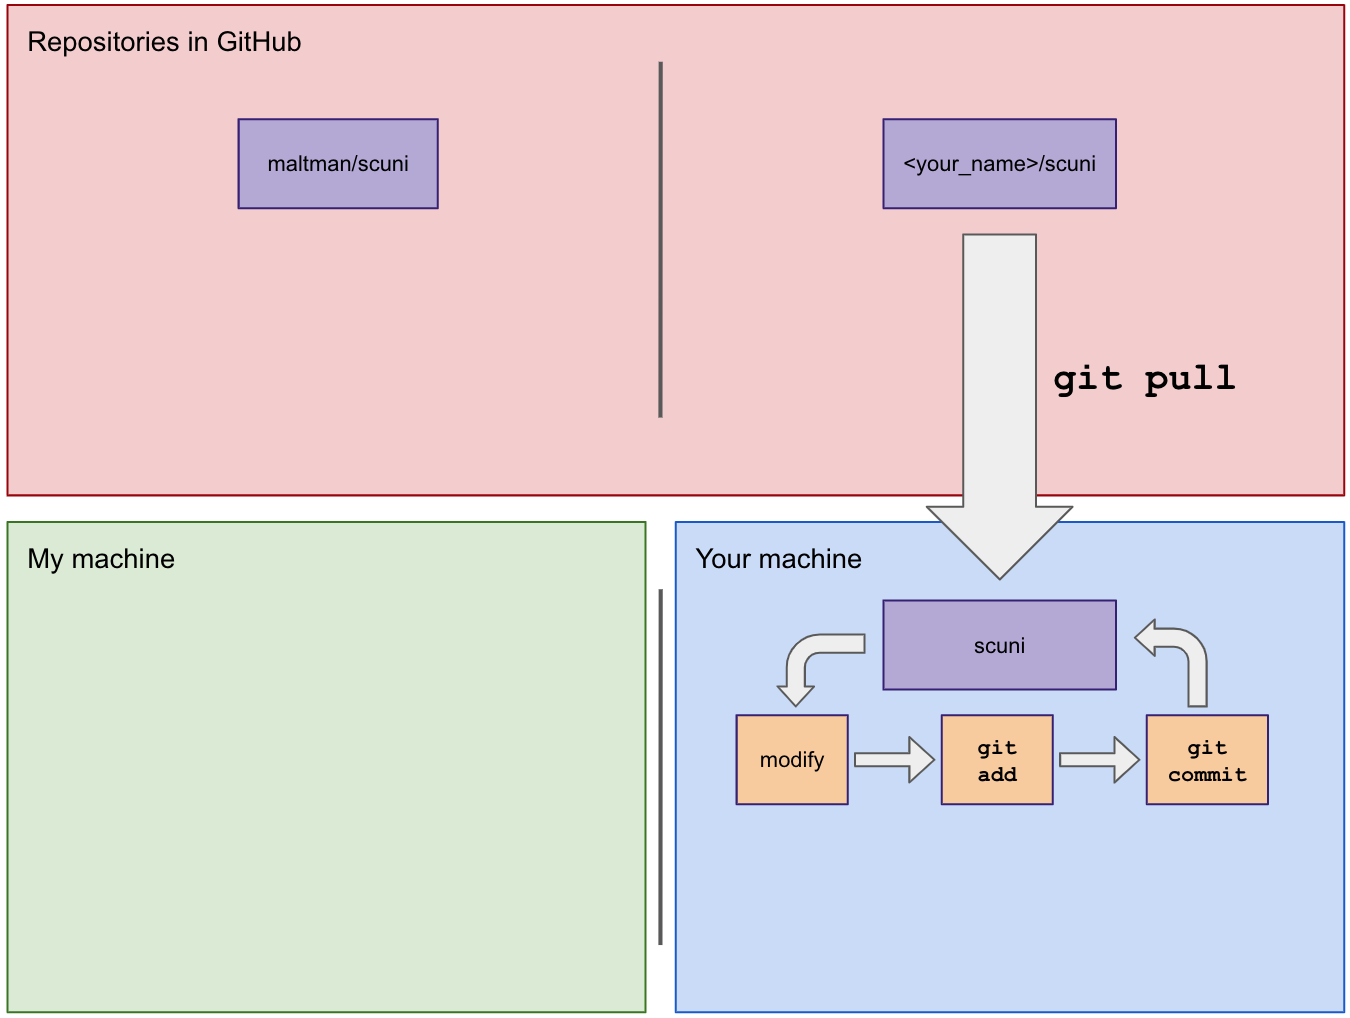 Repositories in GitHub
maltman/scuni
<your_name>/scuni
git pull
My machine
Your machine
scuni
modify
git
add
git
commit